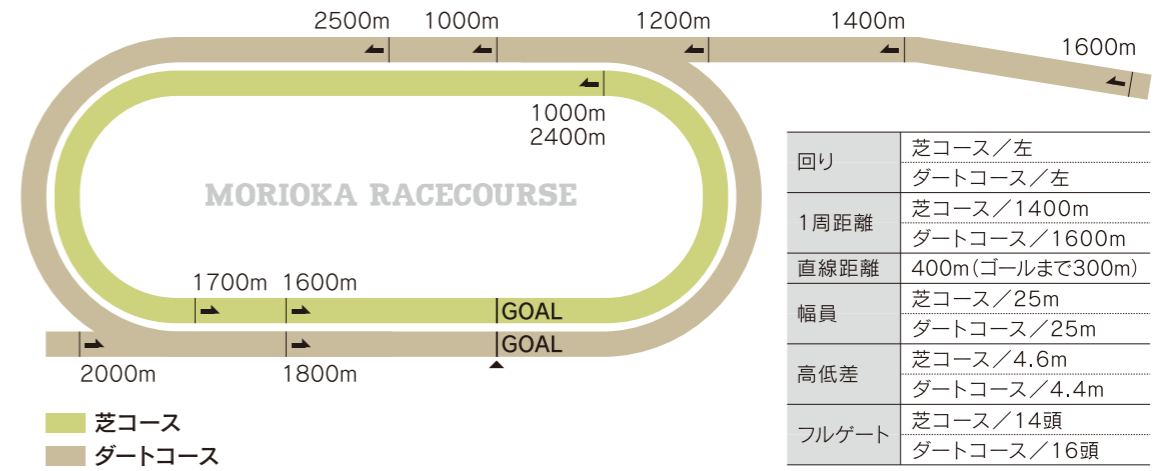 2500m 1000m 1200m 1400m
1600m
1000m
2400m
MORIOKA RACECOURSE
1700m 1600m
GOAL
GOAL
2000m 1800m
芝コース
ダートコース
回り 芝コース／左
ダートコース／左
1周距離 芝コース／1400m
ダートコース／1600m
直線距離 400m(ゴールまで300m)
幅員 芝コース／25m
ダートコース／25m
高低差 芝コース／4.6m
ダートコース／4.4m
フルゲート 芝コース／14頭
ダートコース／16頭